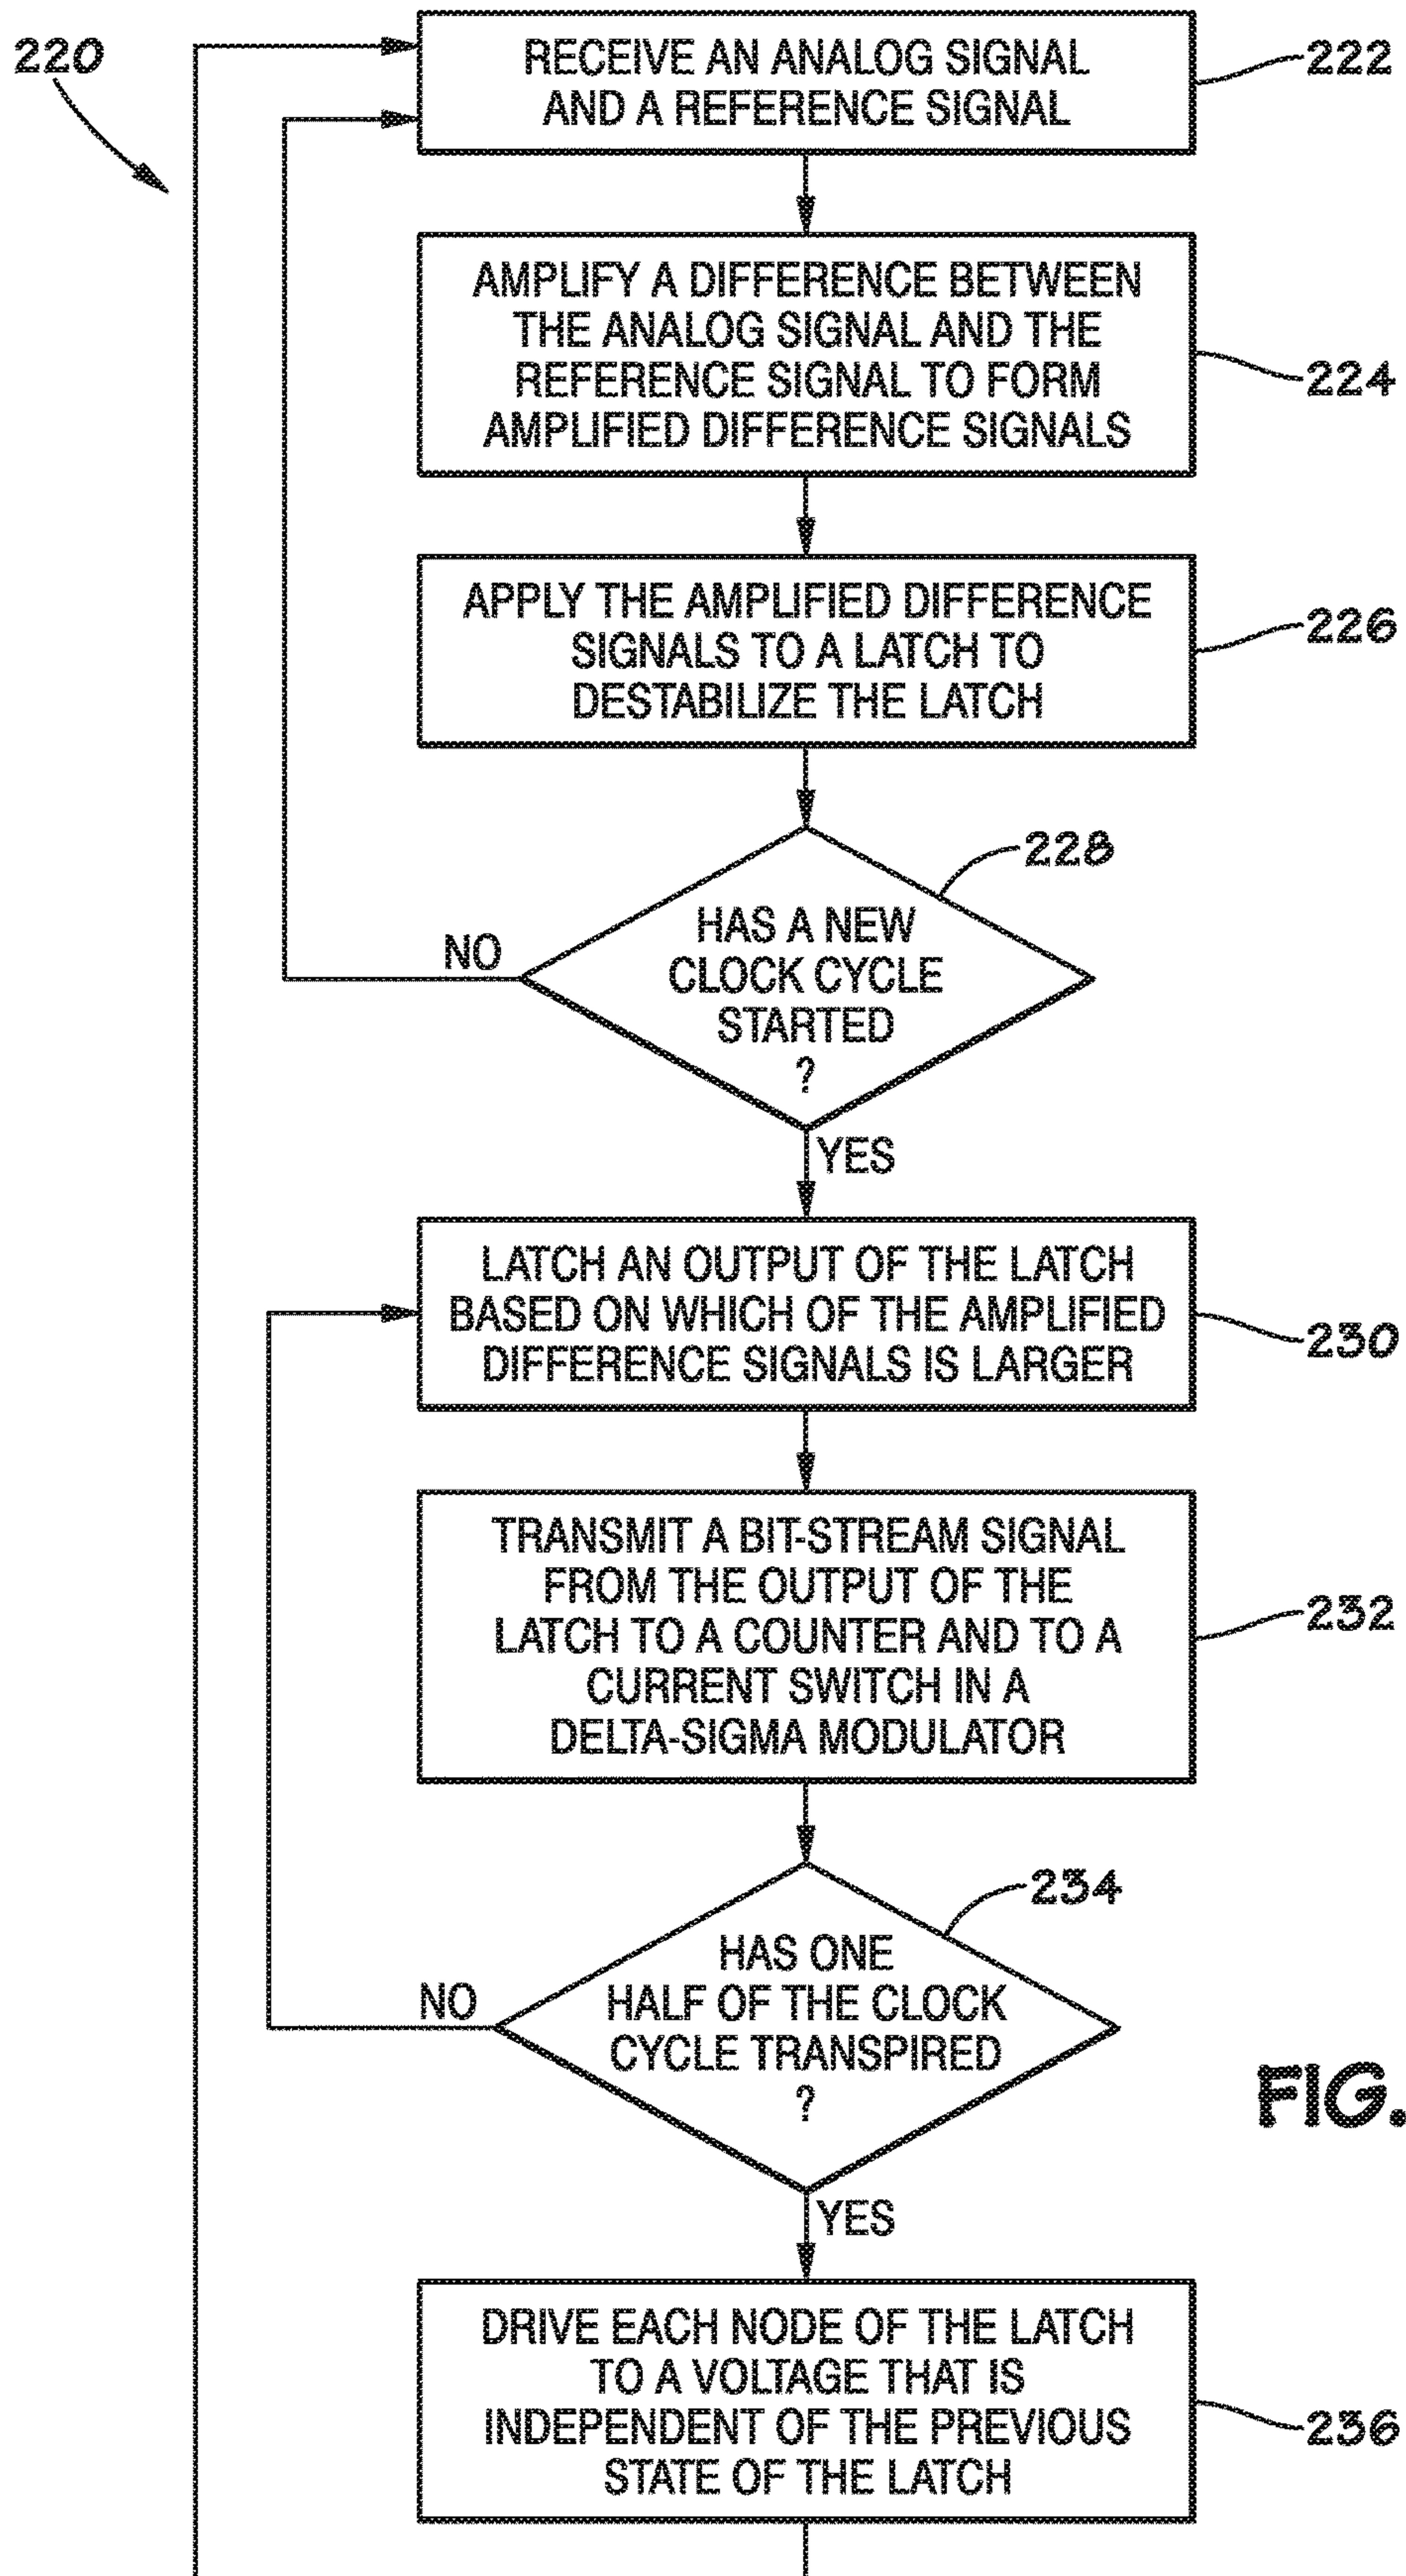 220
RECEIVE AN ANALOG SIGNAL
AND A REFERENCE SIGNAL
222
AMPLIFY A DIFFERENCE BETWEEN
THE ANALOG SIGNAL AND THE
REFERENCE SIGNAL TO FORM
AMPLIFIED DIFFERENCE SIGNALS
224
APPLY THE AMPLIFIED DIFFERENCE
SIGNALS TO A LATCH TO
DESTABILIZE THE LATCH
226
228
HAS A NEW
CLOCK CYCLE
STARTED
?
NO
YES
LATCH AN OUTPUT OF THE LATCH
BASED ON WHICH OF THE AMPLIFIED
DIFFERENCE SIGNALS IS LARGER
230
TRANSMIT A BIT-STREAM SIGNAL
FROM THE OUTPUT OF THE
LATCH TO A COUNTER AND TO A
CURRENT SWITCH IN A
DELTA-SIGMA MODULATOR
232
234
HAS ONE
HALF OF THE CLOCK
CYCLE TRANSPIRED
?
NO
FIG.
YES
DRIVE EACH NODE OF THE LATCH
TO A VOLTAGE THAT IS
INDEPENDENT OF THE PREVIOUS
STATE OF THE LATCH
236